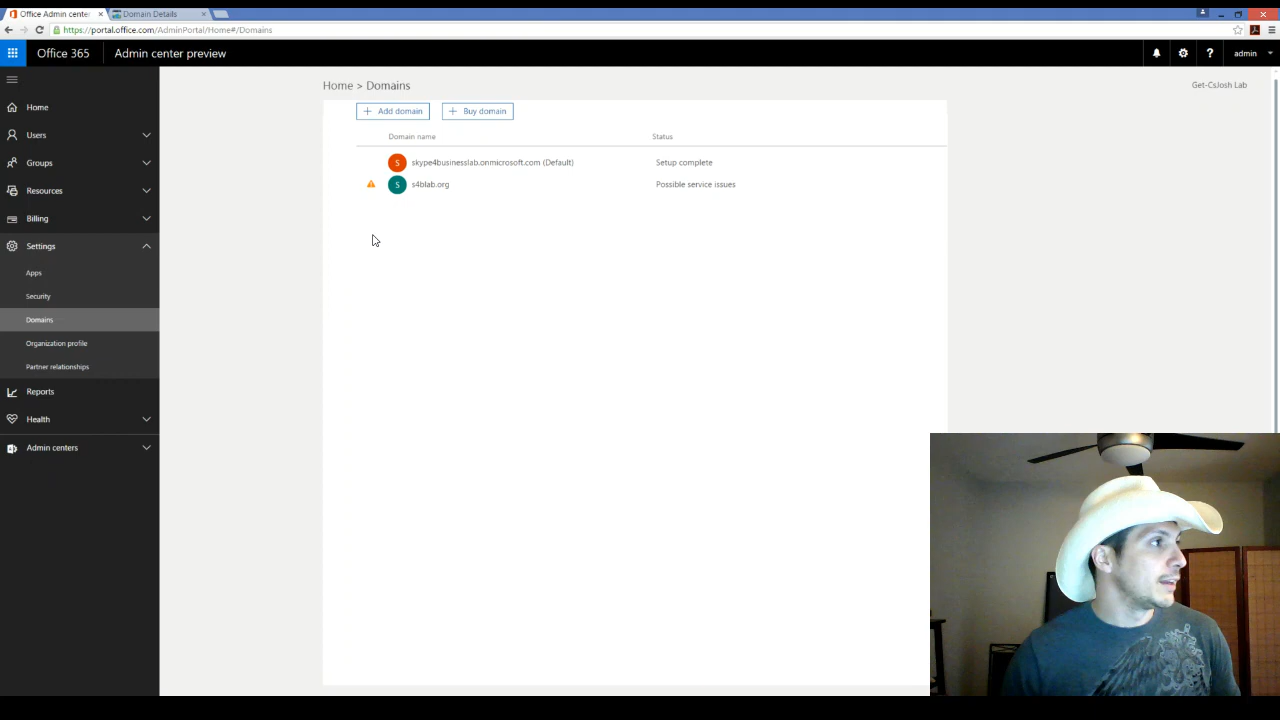 Office Admin center
Domain Details
https://portal.office.com/AdminPortal/Home#/Domains
Office 365
Admin center preview
?
admin
Home > Domains
Get-CsJosh Lab
+ Add domain
+ Buy domain
Home
Users
Groups
Resources
Billing
Settings
Apps
Security
Domains
Organization profile
Partner relationships
Reports
Health
Admin centers
Domain name
Status
S skype4businesslab.onmicrosoft.com (Default)
Setup complete
S s4blab.org
Possible service issues